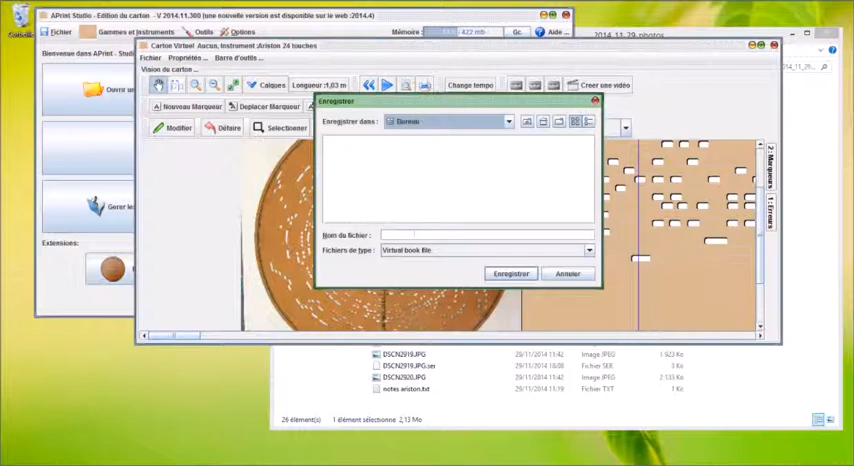 APrint Studio - Edition du carton - V 2014.11.300 (une nouvelle version est disponible sur le web :2014.4)
Fichier Gammes et Instruments Outils Options Mémoire : / 422 mb Gc. Aide ...
2014_11_29-photos
Carton Virtuel Aucus, Instrument :Ariston 24 touches
Fichier Propriétés ... Barre d'outils ...
Bienvenue dans APrint - Studio
Vision du carton ...
Calques Longueur :1,03 m Change tempo Creer une vidéo
Ouvrir un
Nouveau Marqueur Deplacer Marqueur
Enregistrer
Enregistrer dans : Bureau
Modifier Défaire Selectionner
2 : Marqueurs
1 : Erreurs
Gerer les
Nom du fichier :
Extensions:
Fichiers de type : Virtual book file
Enregistrer Annuler
DSCN2919.JPG 29/11/2014 11:42 Image JPEG 1 923 Ko
DSCN2919.JPG.ser 29/11/2014 18:08 Fichier SER 3 Ko
DSCN2920.JPG 29/11/2014 11:42 Image JPEG 2 133 Ko
notes ariston.txt 29/11/2014 11:19 Fichier TXT 1 Ko
26 élément(s) 1 élément sélectionné 2,13 Mo